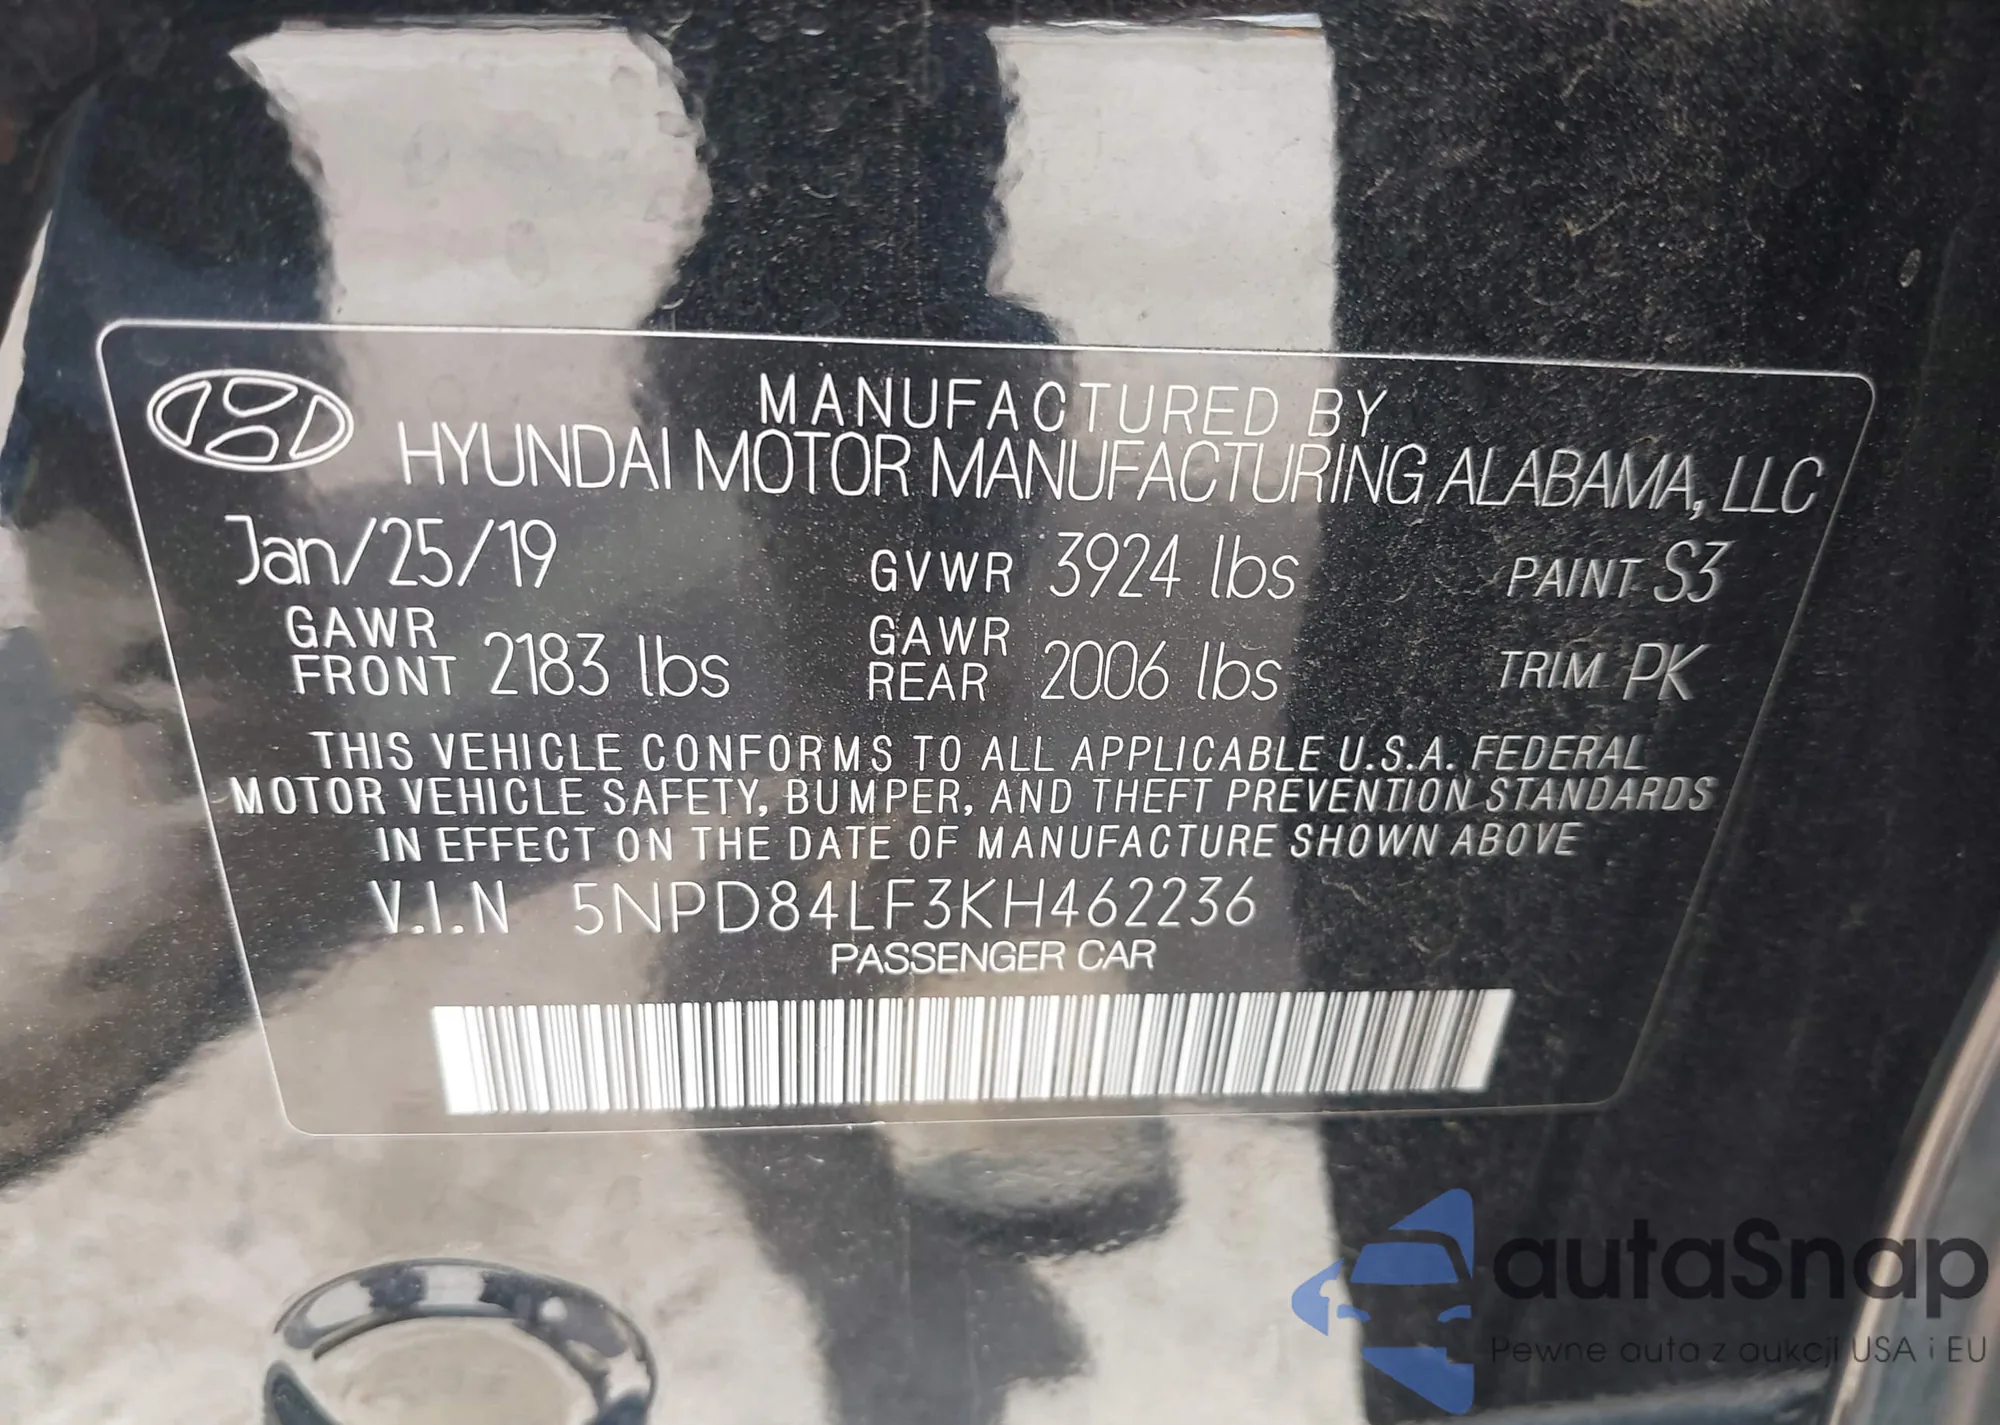 MANUFACTURED BY
HYUNDAI MOTOR MANUFACTURING ALABAMA, LLC
Jan/25/19 GVWR 3924 lbs PAINT S3
GAWR FRONT 2183 lbs GAWR REAR 2006 lbs TRIM PK
THIS VEHICLE CONFORMS TO ALL APPLICABLE U.S.A. FEDERAL
MOTOR VEHICLE SAFETY, BUMPER, AND THEFT PREVENTION STANDARDS
IN EFFECT ON THE DATE OF MANUFACTURE SHOWN ABOVE
V.I.N 5NPD84LF3KH462236
PASSENGER CAR
autaSnap
Pewne auta z aukcji USA i EU